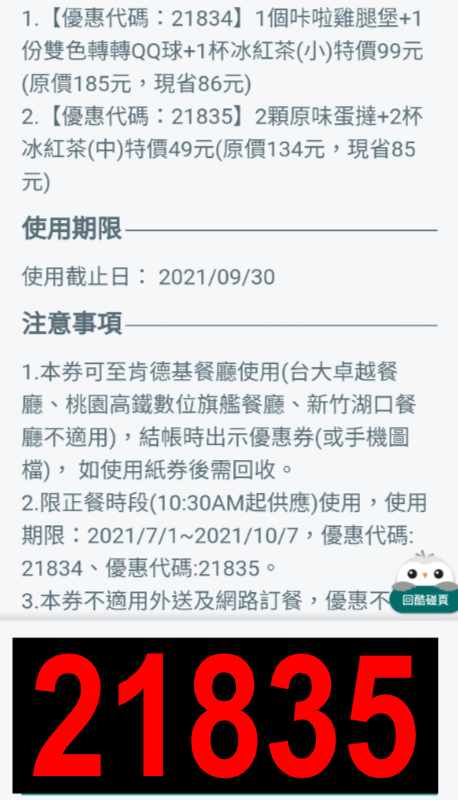 1.【優惠代碼：21834】1個咔啦雞腿堡+1
份雙色轉轉QQ球+1杯冰紅茶(小)特價99元
(原價185元，現省86元)
2.【優惠代碼：21835】2顆原味蛋撻+2杯
冰紅茶(中)特價49元(原價134元，現省85
元)
使用期限
使用截止日： 2021/09/30
注意事項
1.本券可至肯德基餐廳使用(台大卓越餐
廳、桃園高鐵數位旗艦餐廳、新竹湖口餐
廳不適用)，結帳時出示優惠券(或手機圖
檔)， 如使用紙券後需回收。
2.限正餐時段(10:30AM起供應)使用，使用
期限：2021/7/1~2021/10/7，優惠代碼:
21834、優惠代碼:21835。
3.本券不適用外送及網路訂餐，優惠不
回酷碰頁
21835